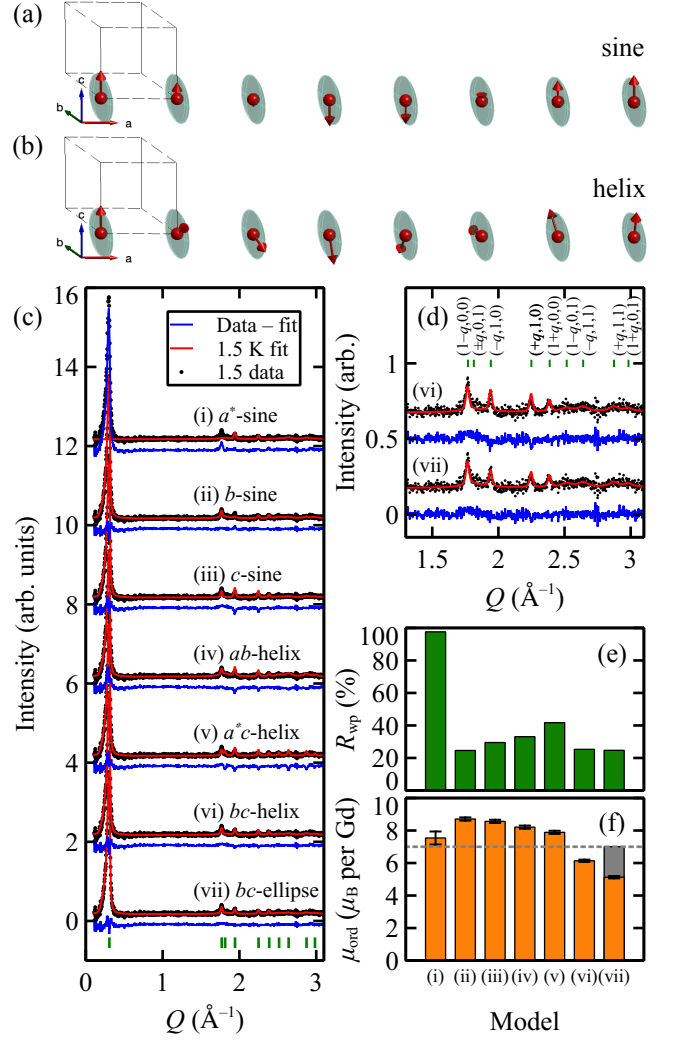 (a)
sine
c
b
a
(b)
helix
c
b
a
(c)
16
14
12
10
8
6
4
2
0
Intensity (arb. units)
Data – fit
1.5 K fit
1.5 data
(i) a*-sine
(ii) b-sine
(iii) c-sine
(iv) ab-helix
(v) a*c-helix
(vi) bc-helix
(vii) bc-ellipse
0 1 2 3
Q (Å⁻¹)
(d)
(1−q,0,0)
(±q,0,1)
(−q,1,0)
(+q,1,0)
(1+q,0,0)
(1−q,0,1)
(−q,1,1)
(+q,1,1)
(1+q,0,1)
Intensity (arb.)
1
0.5
0
(vi)
(vii)
1.5 2 2.5 3
Q (Å⁻¹)
(e)
Rwp (%)
100
80
60
40
20
0
(f)
μord (μB per Gd)
10
8
6
4
2
0
(i) (ii) (iii) (iv) (v) (vi) (vii)
Model